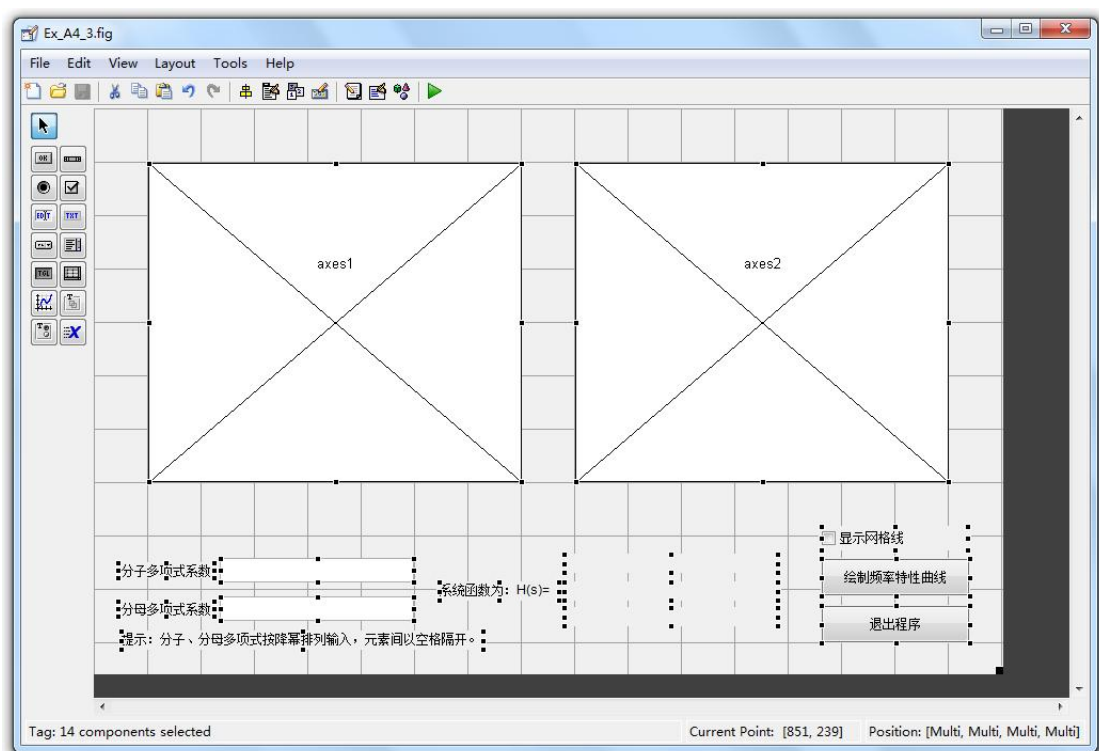 Ex_A4_3.fig
File Edit View Layout Tools Help
OK
EDIT TXT
TGL
axes1 axes2
显示网格线
分子多项式系数
绘制频率特性曲线
系统函数为：H(s)=
分母多项式系数
退出程序
提示：分子、分母多项式按降幂排列输入，元素间以空格隔开。
Tag: 14 components selected Current Point: [851, 239] Position: [Multi, Multi, Multi, Multi]